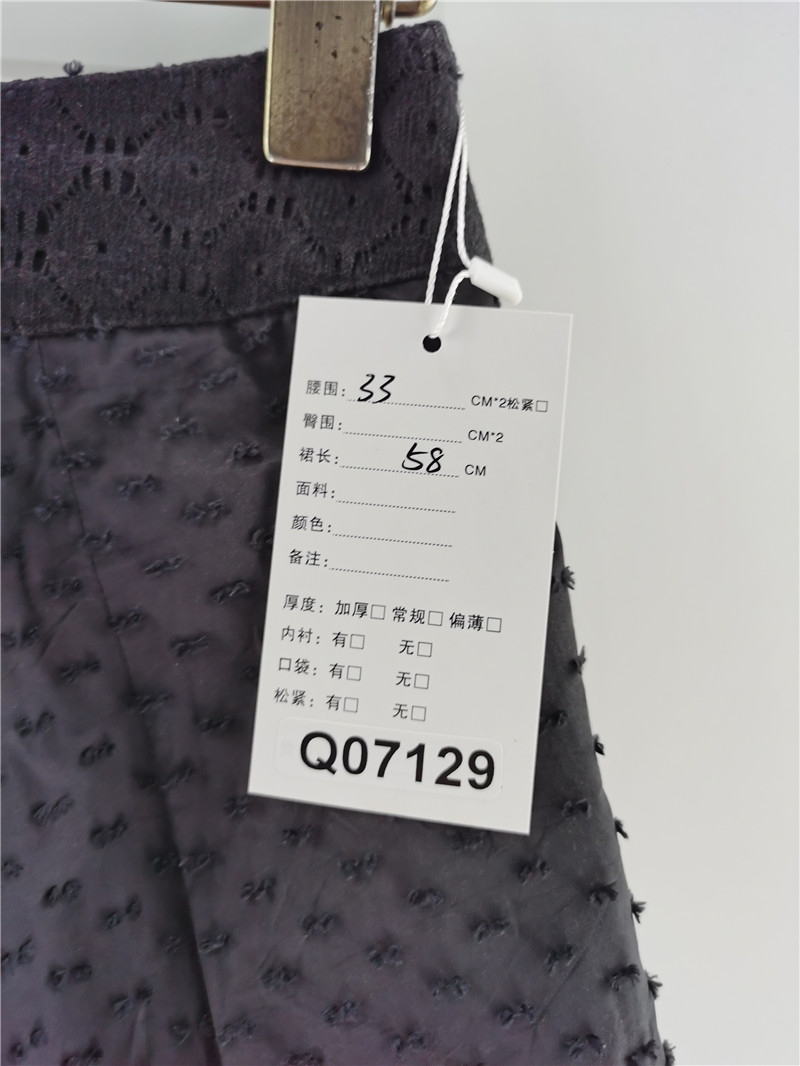 腰围: 33 CM*2松紧□
臀围: CM*2
裙长: 58 CM
面料:
颜色:
备注:
厚度: 加厚□ 常规□ 偏薄□
内衬: 有□ 无□
口袋: 有□ 无□
松紧: 有□ 无□
Q07129